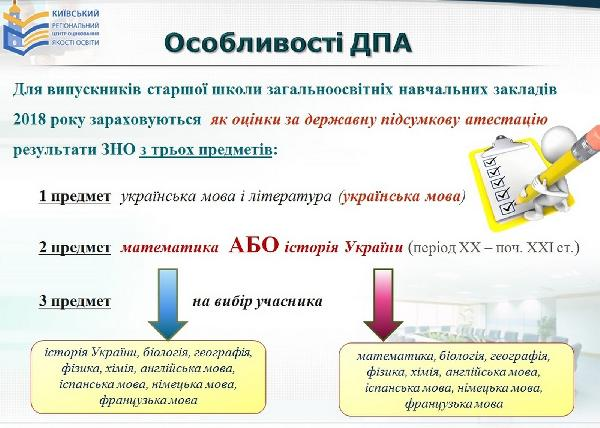 КИЇВСЬКИЙ
РЕГІОНАЛЬНИЙ
ЦЕНТР ОЦІНЮВАННЯ
ЯКОСТІ ОСВІТИ
Особливості ДПА
Для випускників старшої школи загальноосвітніх навчальних закладів
2018 року зараховуються як оцінки за державну підсумкову атестацію
результати ЗНО з трьох предметів:
1 предмет українська мова і література (українська мова)
2 предмет математика АБО історія України (період ХХ – поч. ХХІ ст.)
3 предмет на вибір учасника
історія України, біологія, географія,
фізика, хімія, англійська мова,
іспанська мова, німецька мова,
французька мова
математика, біологія, географія,
фізика, хімія, англійська мова,
іспанська мова, німецька мова,
французька мова